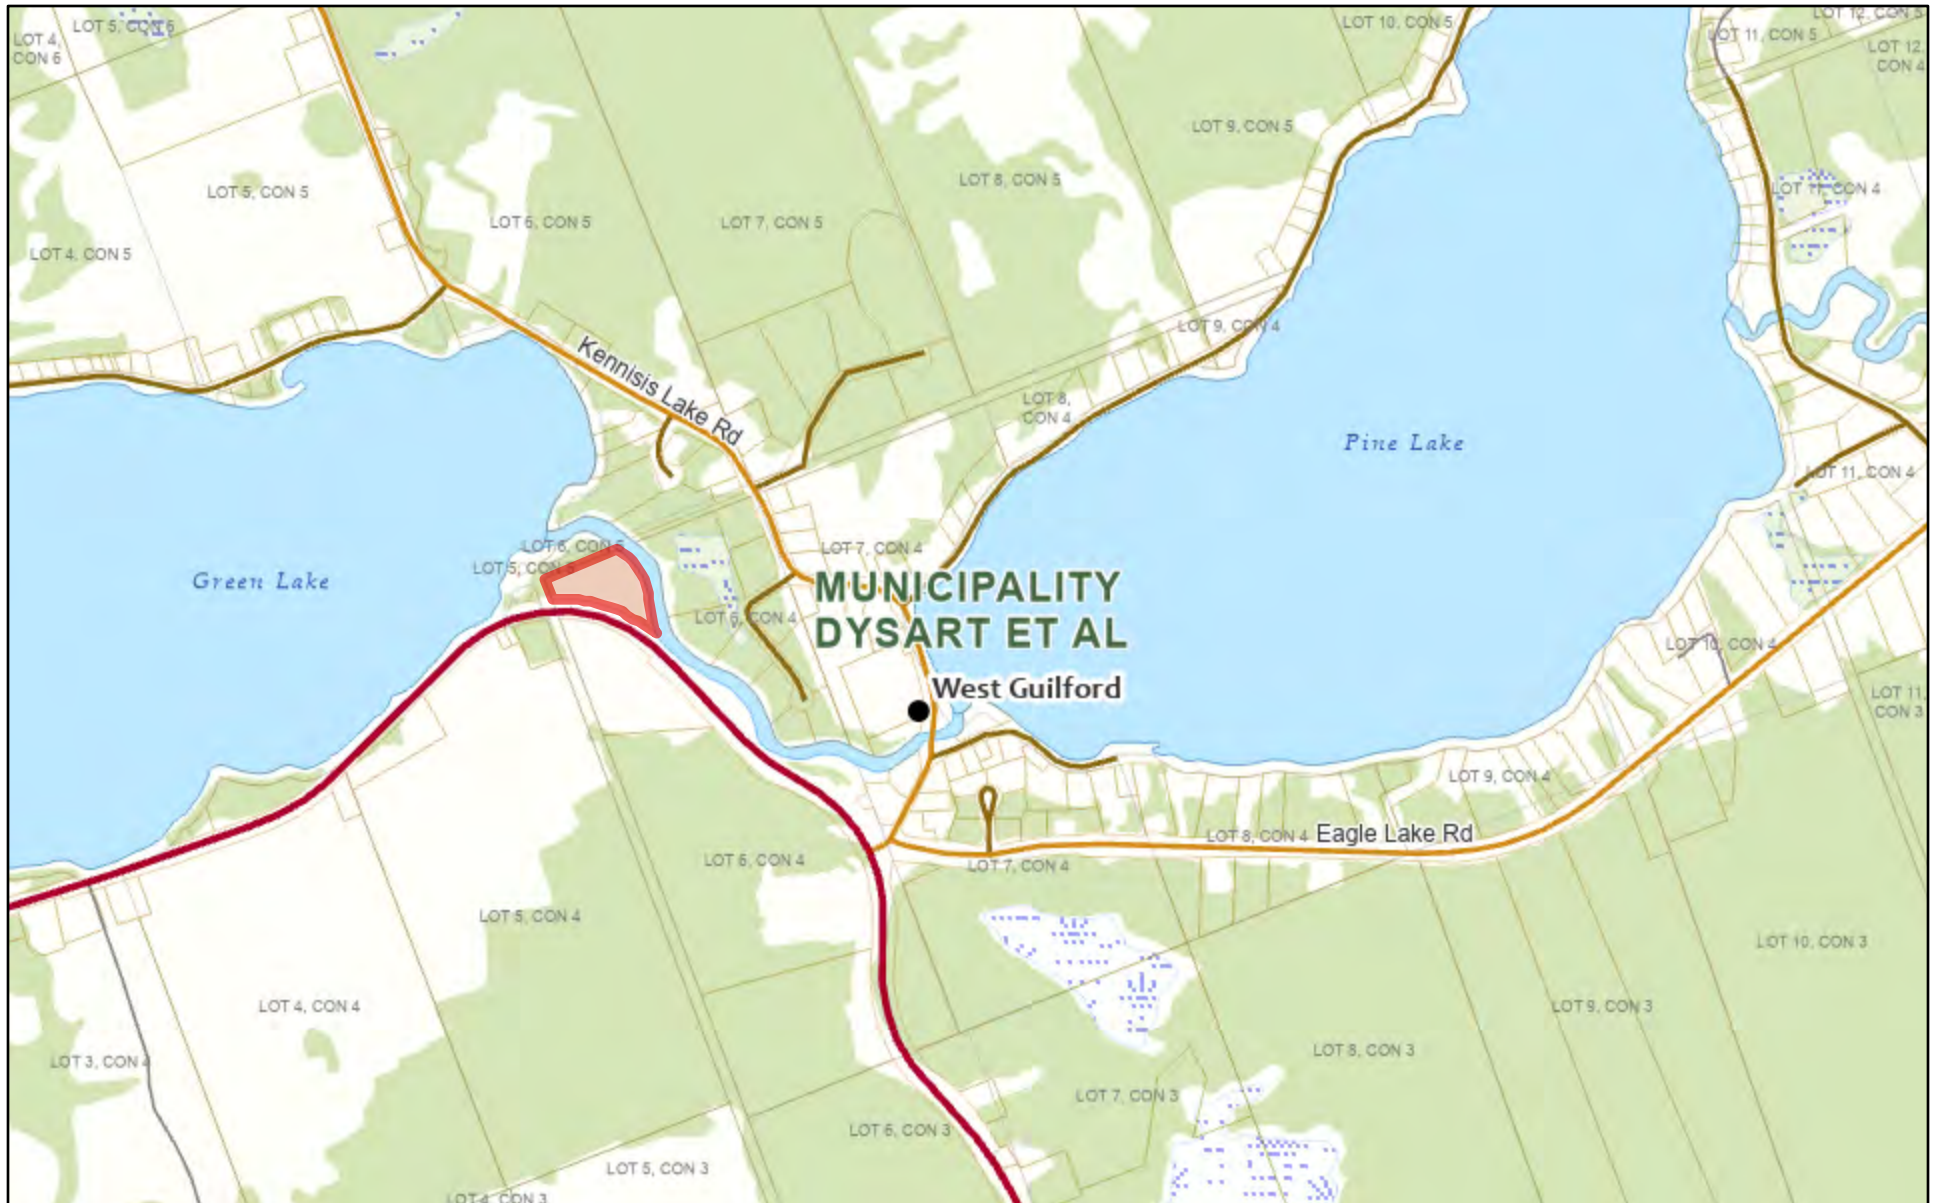 LOT 5, CON 6
LOT 10, CON 5
LOT 12, CON 5
LOT 4,
CON 6
LOT 11, CON 5
LOT 12,
CON 4
LOT 9, CON 5
LOT 8, CON 5
LOT 5, CON 5
LOT 11, CON 4
LOT 6, CON 5
LOT 7, CON 5
LOT 4, CON 5
LOT 9, CON 4
Kennisis Lake Rd
LOT 8,
CON 4
Pine Lake
LOT 11, CON 4
LOT 6, CON 5
LOT 7, CON 4
LOT 5, CON 5
Green Lake
MUNICIPALITY
DYSART ET AL
LOT 6, CON 4
LOT 10, CON 4
West Guilford
LOT 11,
CON 3
LOT 9, CON 4
LOT 8, CON 4
Eagle Lake Rd
LOT 6, CON 4
LOT 7, CON 4
LOT 5, CON 4
LOT 10, CON 3
LOT 4, CON 4
LOT 9, CON 3
LOT 3, CON 4
LOT 8, CON 3
LOT 7, CON 3
LOT 6, CON 3
LOT 5, CON 3
LOT 4, CON 3